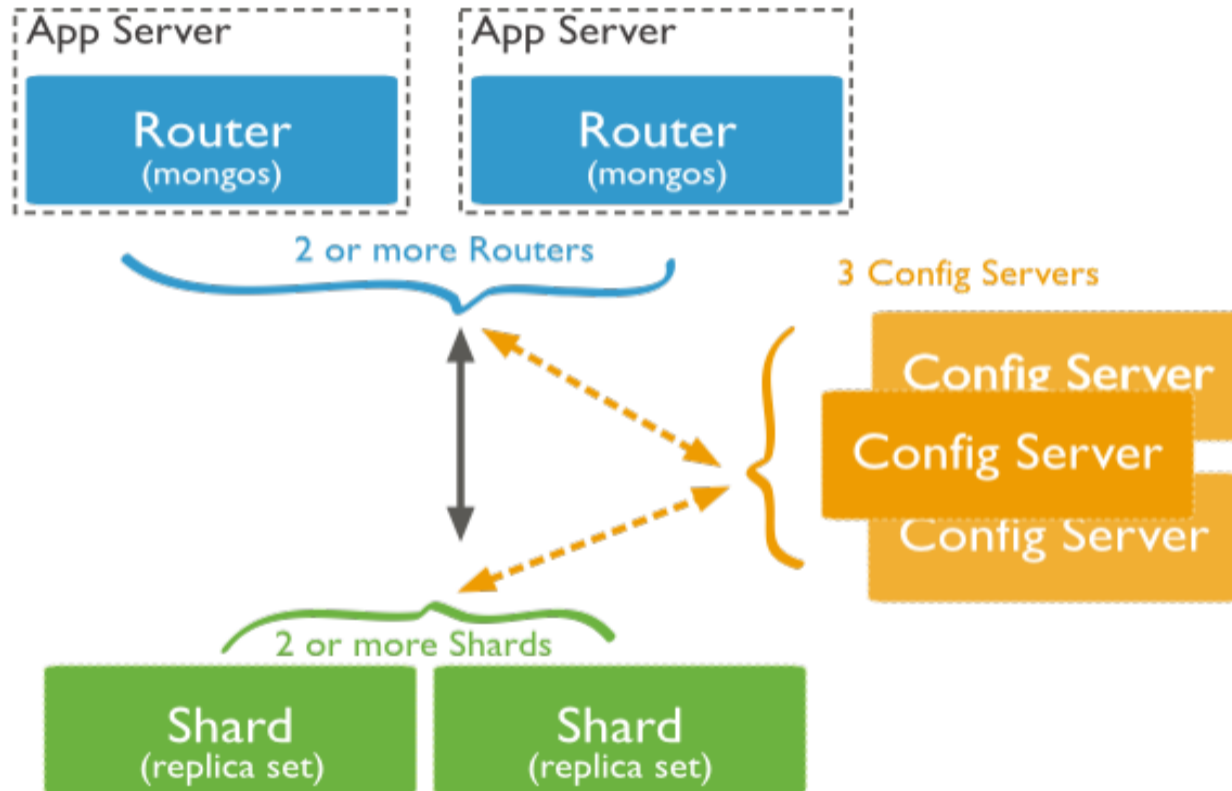 App Server
App Server
Router
(mongos)
Router
(mongos)
2 or more Routers
3 Config Servers
Config Server
Config Server
Config Server
2 or more Shards
Shard
(replica set)
Shard
(replica set)